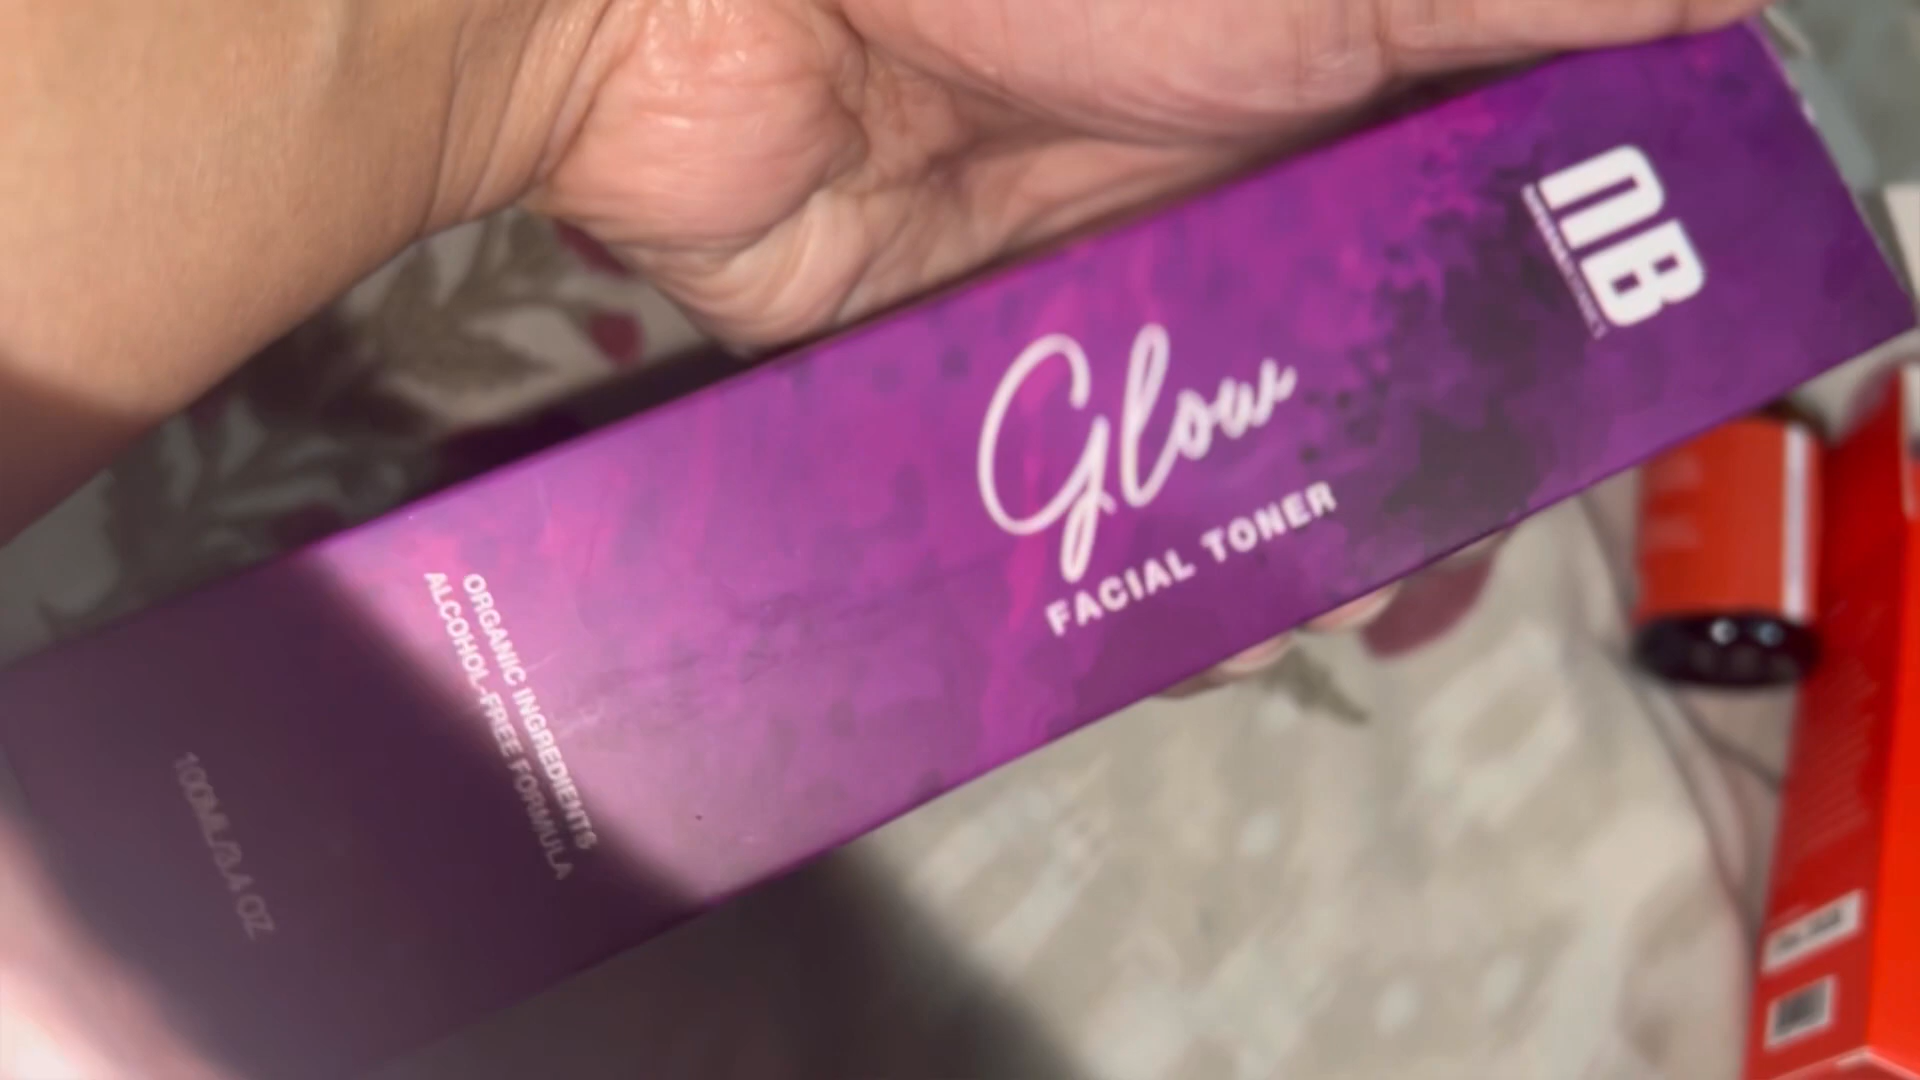 NB
Glow
FACIAL TONER
ORGANIC INGREDIENTS
ALCOHOL-FREE FORMULA
100ML/3.4 OZ